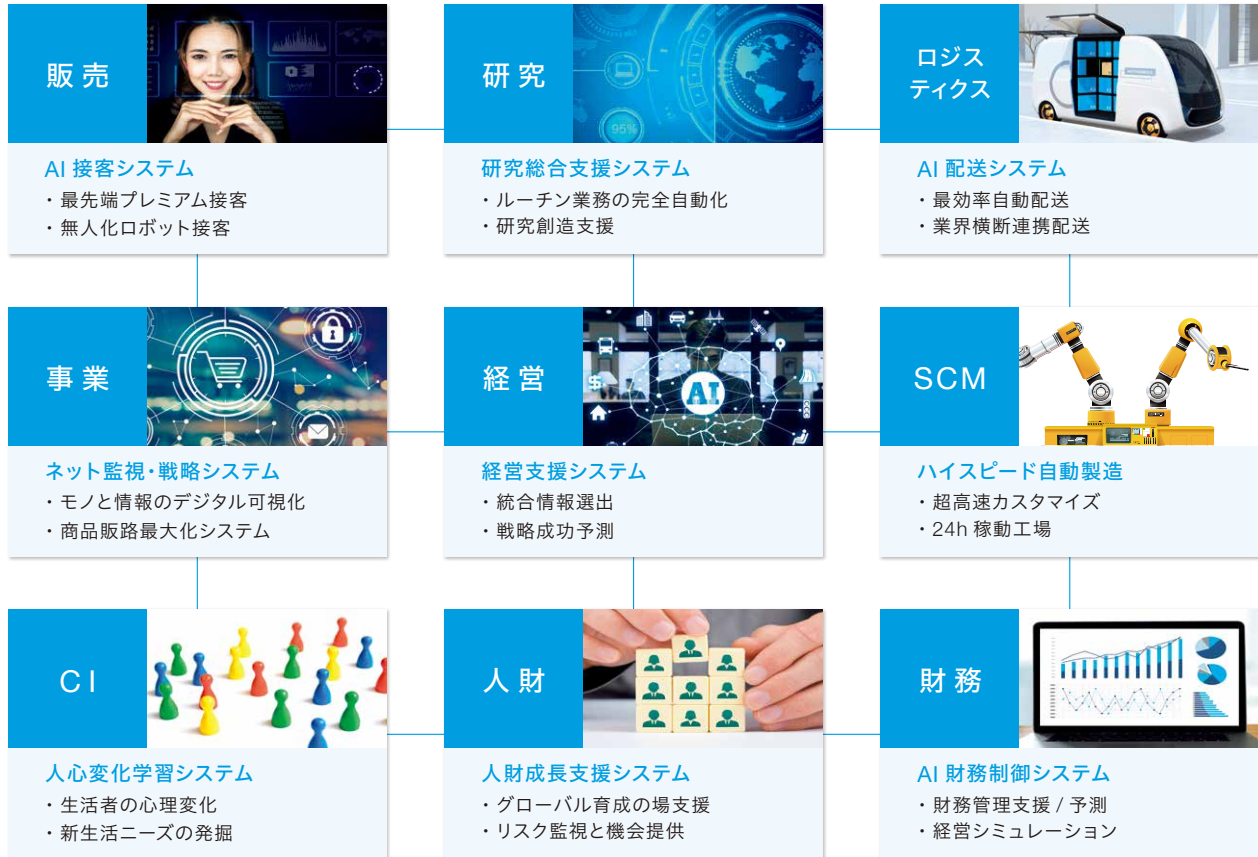 販売
AI 接客システム
・最先端プレミアム接客
・無人化ロボット接客
研究
95%
研究総合支援システム
・ルーチン業務の完全自動化
・研究創造支援
ロジス
ティクス
AI 配送システム
・最効率自動配送
・業界横断連携配送
事業
ネット監視・戦略システム
・モノと情報のデジタル可視化
・商品販路最大化システム
経営
AI
経営支援システム
・統合情報選出
・戦略成功予測
SCM
ハイスピード自動製造
・超高速カスタマイズ
・24h 稼動工場
CI
人心変化学習システム
・生活者の心理変化
・新生活ニーズの発掘
人財
人財成長支援システム
・グローバル育成の場支援
・リスク監視と機会提供
財務
AI 財務制御システム
・財務管理支援 / 予測
・経営シミュレーション